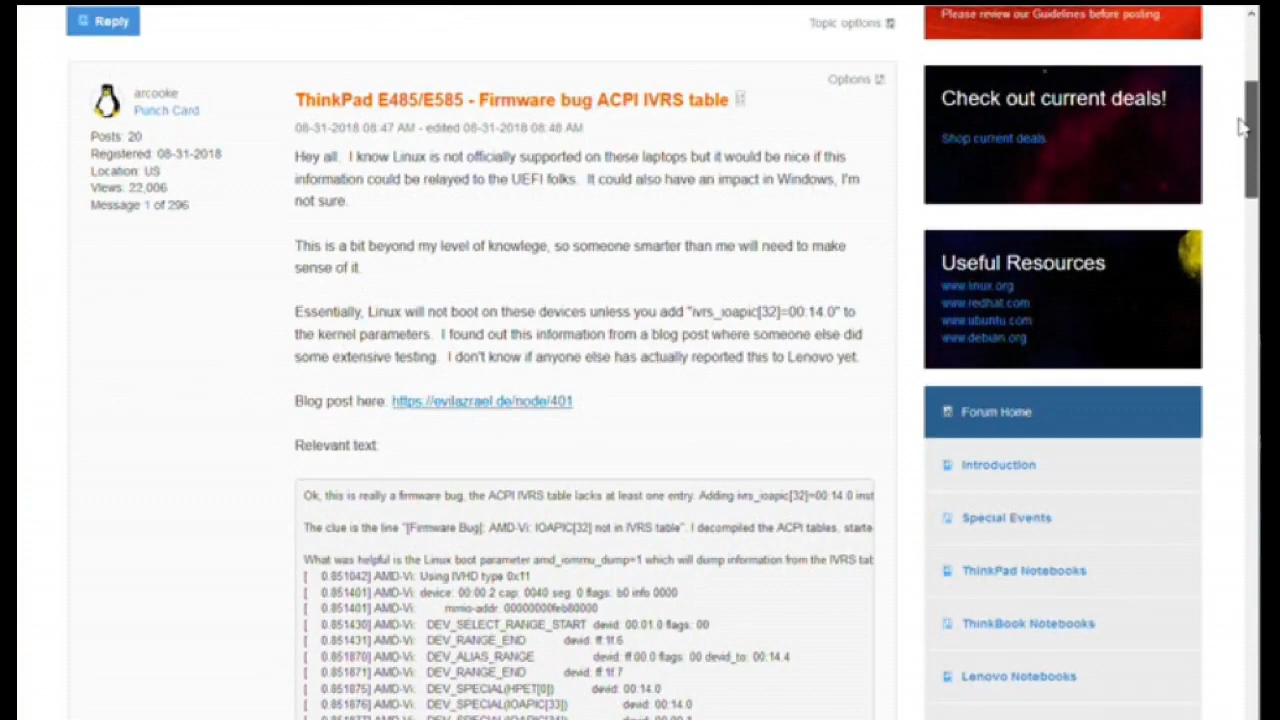 Reply
Topic options
Please review our Guidelines before posting.
Options
arcooke
Punch Card
Posts: 20
Registered: 08-31-2018
Location: US
Views: 22,006
Message 1 of 296
ThinkPad E485/E585 - Firmware bug ACPI IVRS table
08-31-2018 08:47 AM - edited 08-31-2018 08:48 AM
Hey all. I know Linux is not officially supported on these laptops but it would be nice if this
information could be relayed to the UEFI folks. It could also have an impact in Windows, I'm
not sure.
This is a bit beyond my level of knowlege, so someone smarter than me will need to make
sense of it.
Essentially, Linux will not boot on these devices unless you add "ivrs_ioapic[32]=00:14.0" to
the kernel parameters. I found out this information from a blog post where someone else did
some extensive testing. I don't know if anyone else has actually reported this to Lenovo yet.
Blog post here: https://evilazrael.de/node/401
Relevant text:
Ok, this is really a firmware bug, the ACPI IVRS table lacks at least one entry. Adding ivrs_ioapic[32]=00:14.0 inst
The clue is the line "[Firmware Bug]: AMD-Vi: IOAPIC[32] not in IVRS table". I decompiled the ACPI tables, starte
What was helpful is the Linux boot parameter amd_iommu_dump=1 which will dump information from the IVRS tab
[ 0.851042] AMD-Vi: Using IVHD type 0x11
[ 0.851401] AMD-Vi: device: 00:00.2 cap: 0040 seg: 0 flags: b0 info 0000
[ 0.851401] AMD-Vi: mmio-addr: 00000000feb80000
[ 0.851430] AMD-Vi: DEV_SELECT_RANGE_START devid: 00:01.0 flags: 00
[ 0.851431] AMD-Vi: DEV_RANGE_END devid: ff:1f.6
[ 0.851870] AMD-Vi: DEV_ALIAS_RANGE devid: ff:00.0 flags: 00 devid_to: 00:14.4
[ 0.851871] AMD-Vi: DEV_RANGE_END devid: ff:1f.7
[ 0.851875] AMD-Vi: DEV_SPECIAL(HPET[0]) devid: 00:14.0
[ 0.851876] AMD-Vi: DEV_SPECIAL(IOAPIC[33]) devid: 00:14.0
Check out current deals!
Shop current deals
Useful Resources
www.linux.org
www.redhat.com
www.ubuntu.com
www.debian.org
Forum Home
Introduction
Special Events
ThinkPad Notebooks
ThinkBook Notebooks
Lenovo Notebooks